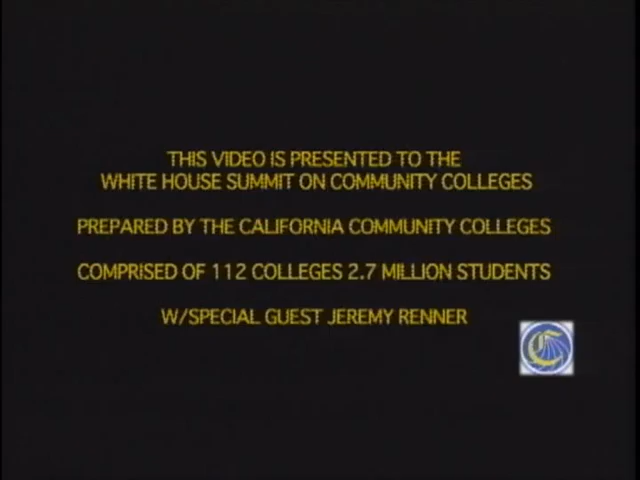 THIS VIDEO IS PRESENTED TO THE
WHITE HOUSE SUMMIT ON COMMUNITY COLLEGES
PREPARED BY THE CALIFORNIA COMMUNITY COLLEGES
COMPRISED OF 112 COLLEGES 2.7 MILLION STUDENTS
W/SPECIAL GUEST JEREMY RENNER